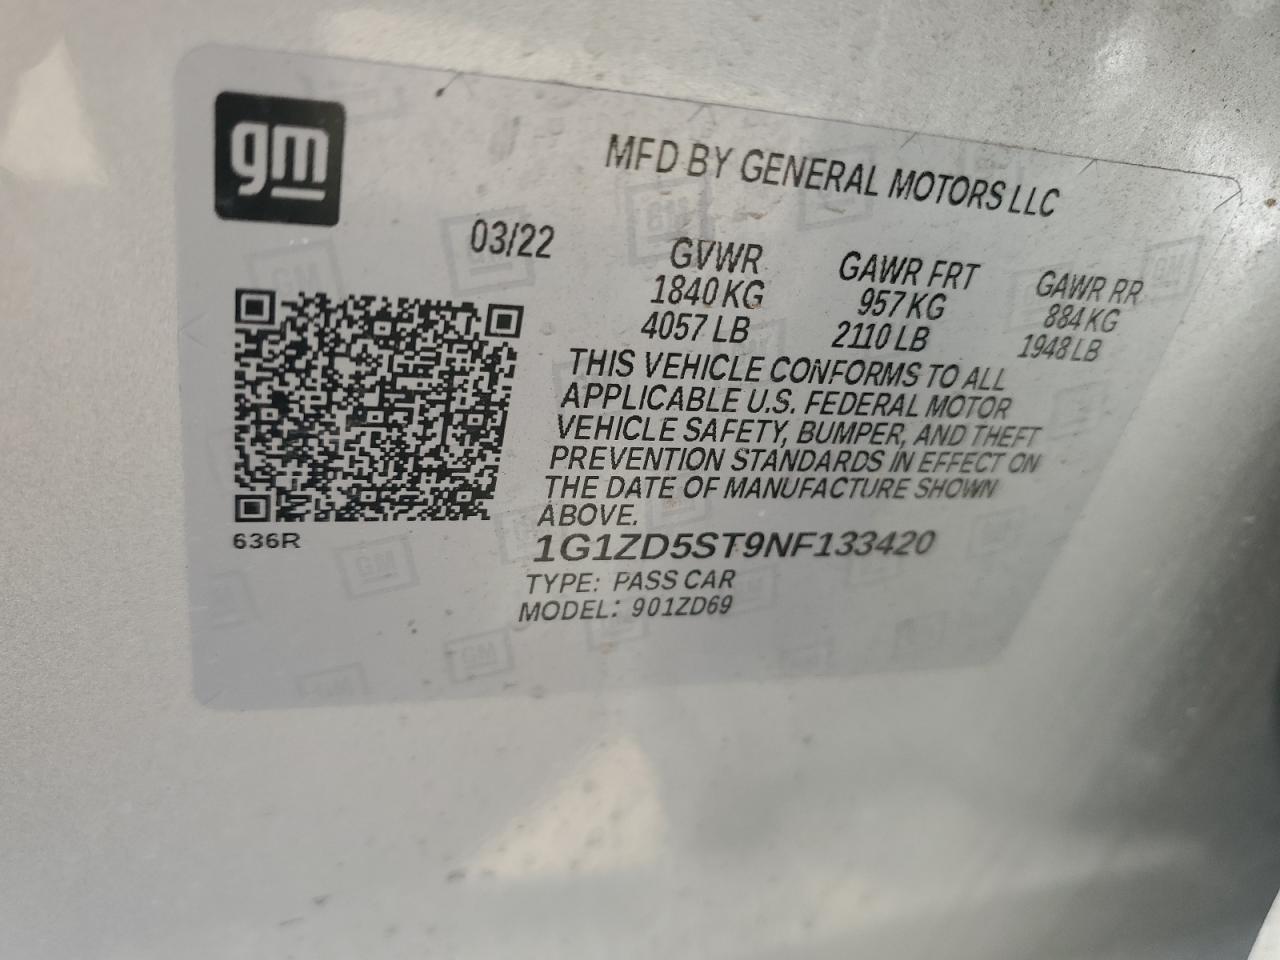 gm
MFD BY GENERAL MOTORS LLC
03/22
GVWR GAWR FRT GAWR RR
1840 KG 957 KG 884 KG
4057 LB 2110 LB 1948 LB
THIS VEHICLE CONFORMS TO ALL
APPLICABLE U.S. FEDERAL MOTOR
VEHICLE SAFETY, BUMPER, AND THEFT
PREVENTION STANDARDS IN EFFECT ON
THE DATE OF MANUFACTURE SHOWN
ABOVE.
636R
1G1ZD5ST9NF133420
TYPE: PASS CAR
MODEL: 901ZD69